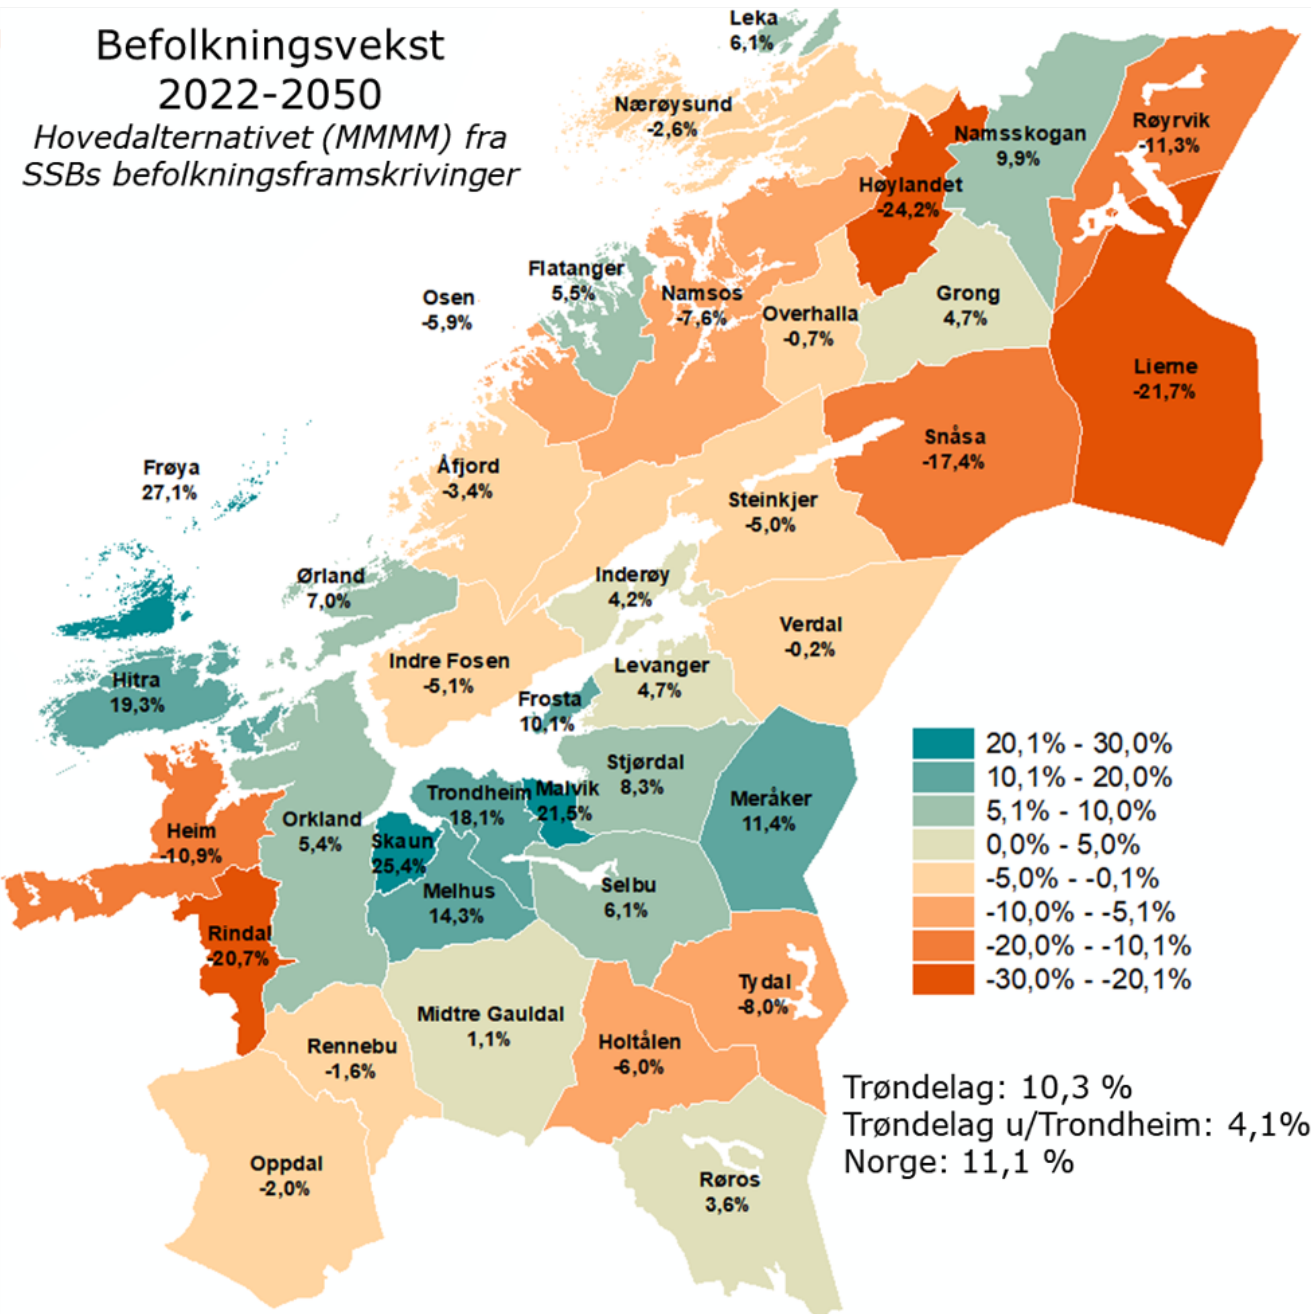 Befolkningsvekst
2022-2050
Hovedalternativet (MMMM) fra
SSBs befolkningsframskrivinger
Leka
6,1%
Nærøysund
-2,6%
Namsskogan
9,9%
Røyrvik
-11,3%
Høylandet
-24,2%
Flatanger
5,5%
Osen
-5,9%
Namsos
-7,6%
Overhalla
-0,7%
Grong
4,7%
Lierne
-21,7%
Snåsa
-17,4%
Frøya
27,1%
Åfjord
-3,4%
Steinkjer
-5,0%
Ørland
7,0%
Inderøy
4,2%
Verdal
-0,2%
Indre Fosen
-5,1%
Levanger
4,7%
Hitra
19,3%
Frosta
10,1%
Stjørdal
8,3%
Trondheim
18,1%
Malvik
21,5%
Meråker
11,4%
Heim
-10,9%
Orkland
5,4%
Skaun
25,4%
Melhus
14,3%
Selbu
6,1%
Rindal
-20,7%
Tydal
-8,0%
Midtre Gauldal
1,1%
Holtålen
-6,0%
Rennebu
-1,6%
Oppdal
-2,0%
Røros
3,6%
20,1% - 30,0%
10,1% - 20,0%
5,1% - 10,0%
0,0% - 5,0%
-5,0% - -0,1%
-10,0% - -5,1%
-20,0% - -10,1%
-30,0% - -20,1%
Trøndelag: 10,3 %
Trøndelag u/Trondheim: 4,1%
Norge: 11,1 %